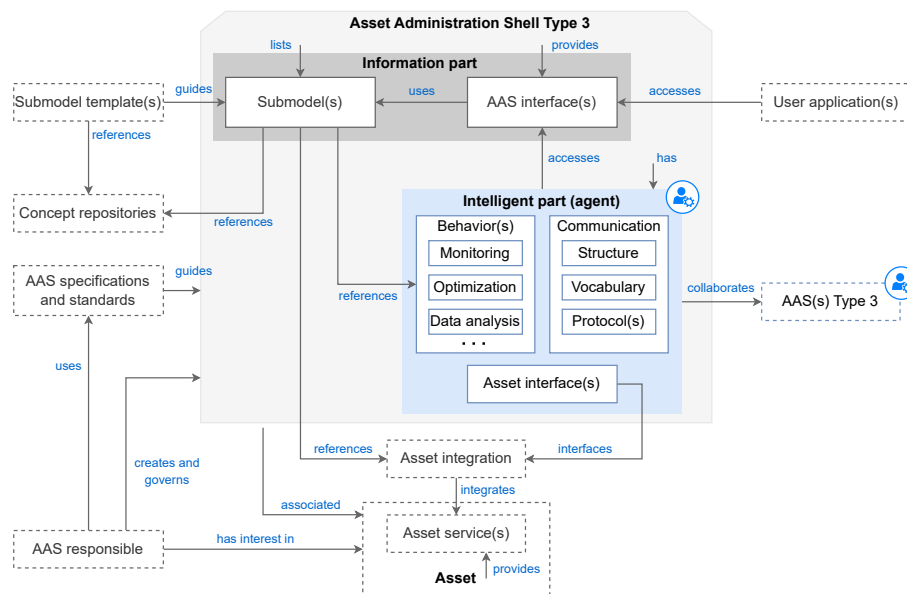 Asset Administration Shell Type 3
lists
provides
Information part
Submodel template(s)
guides
Submodel(s)
uses
AAS interface(s)
accesses
User application(s)
references
accesses
has
Concept repositories
references
Intelligent part (agent)
Behavior(s)
Monitoring
Optimization
Data analysis
. . .
Communication
Structure
Vocabulary
Protocol(s)
AAS specifications
and standards
guides
references
collaborates
AAS(s) Type 3
uses
Asset interface(s)
creates and
governs
references
Asset integration
interfaces
integrates
associated
Asset service(s)
AAS responsible
has interest in
provides
Asset